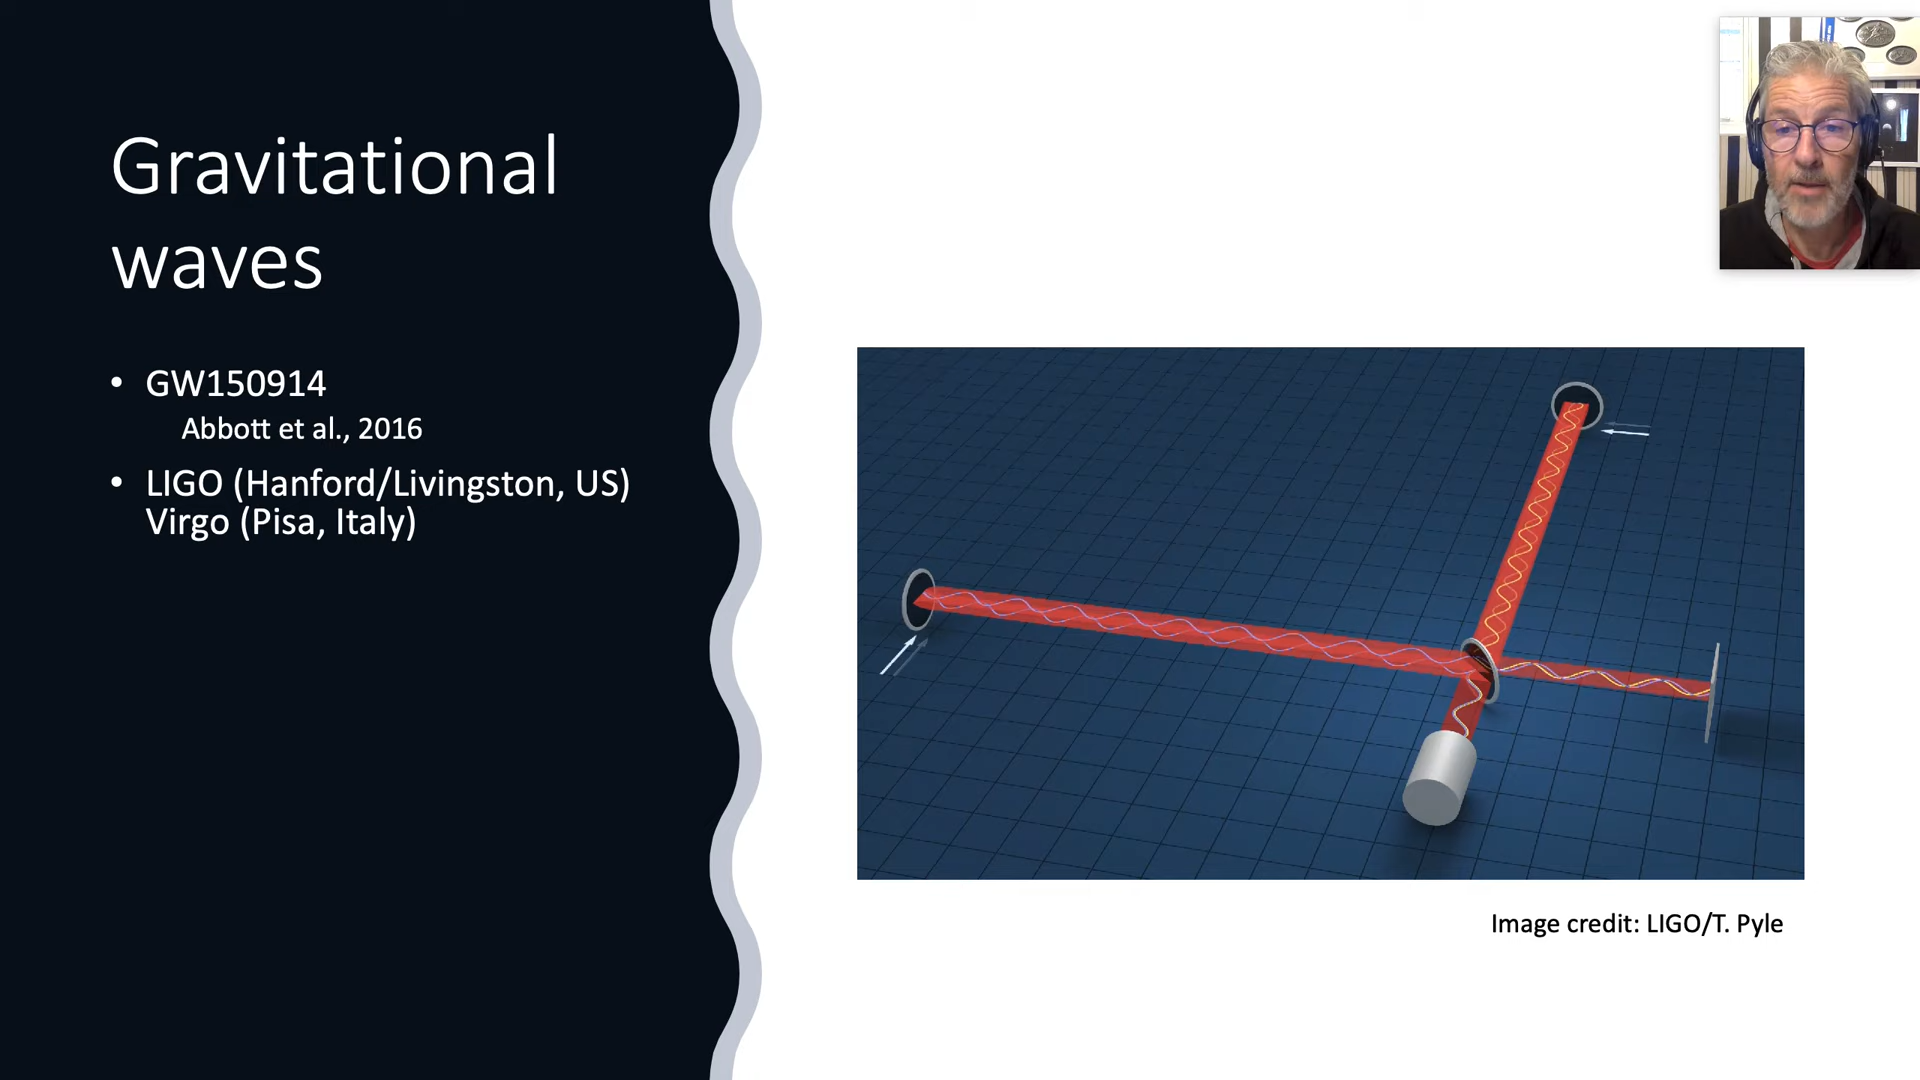 Gravitational
waves
• GW150914
Abbott et al., 2016
• LIGO (Hanford/Livingston, US)
Virgo (Pisa, Italy)
Image credit: LIGO/T. Pyle